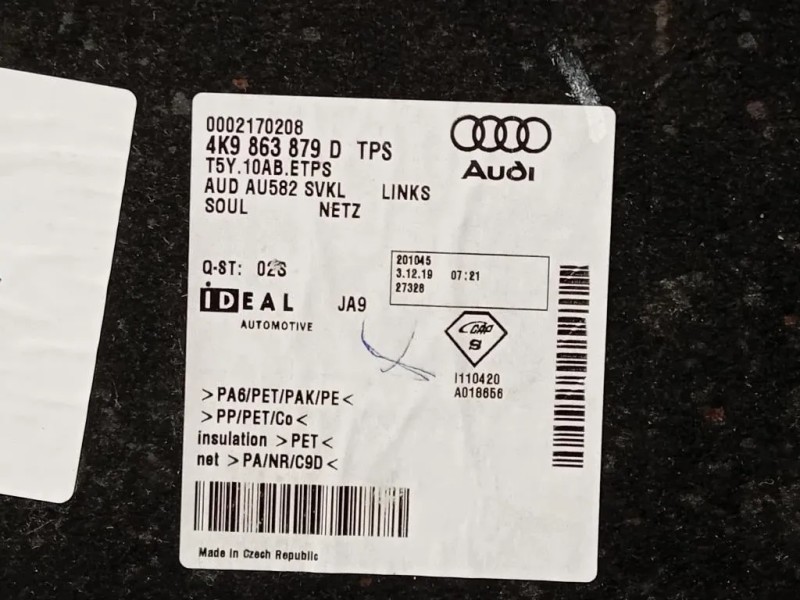 0002170208
4K9 863 879 D TPS
T5Y.10AB.ETPS
AUD AU582 SVKL LINKS
SOUL NETZ
Audi
Q-ST: 02S
201045
3.12.19 07:21
27328
IDEAL JA9
AUTOMOTIVE
CGAP
S
I110420
A018656
>PA6/PET/PAK/PE<
>PP/PET/Co<
insulation >PET<
net >PA/NR/C9D<
Made in Czech Republic